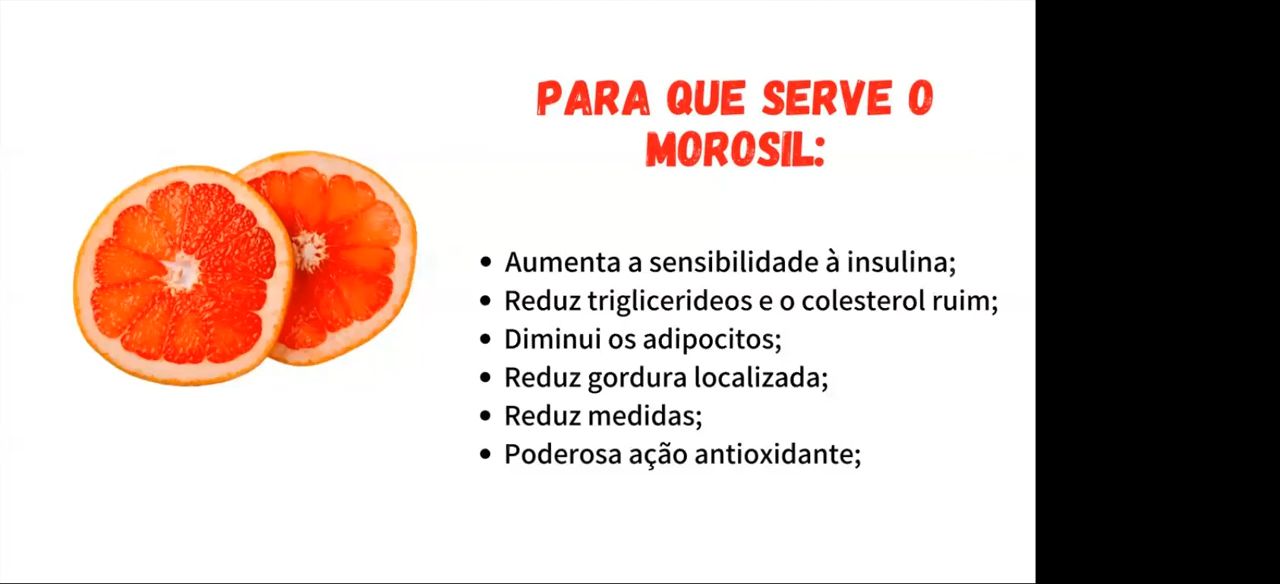 PARA QUE SERVE O
MOROSIL:
• Aumenta a sensibilidade à insulina;
• Reduz triglicerideos e o colesterol ruim;
• Diminui os adipocitos;
• Reduz gordura localizada;
• Reduz medidas;
• Poderosa ação antioxidante;